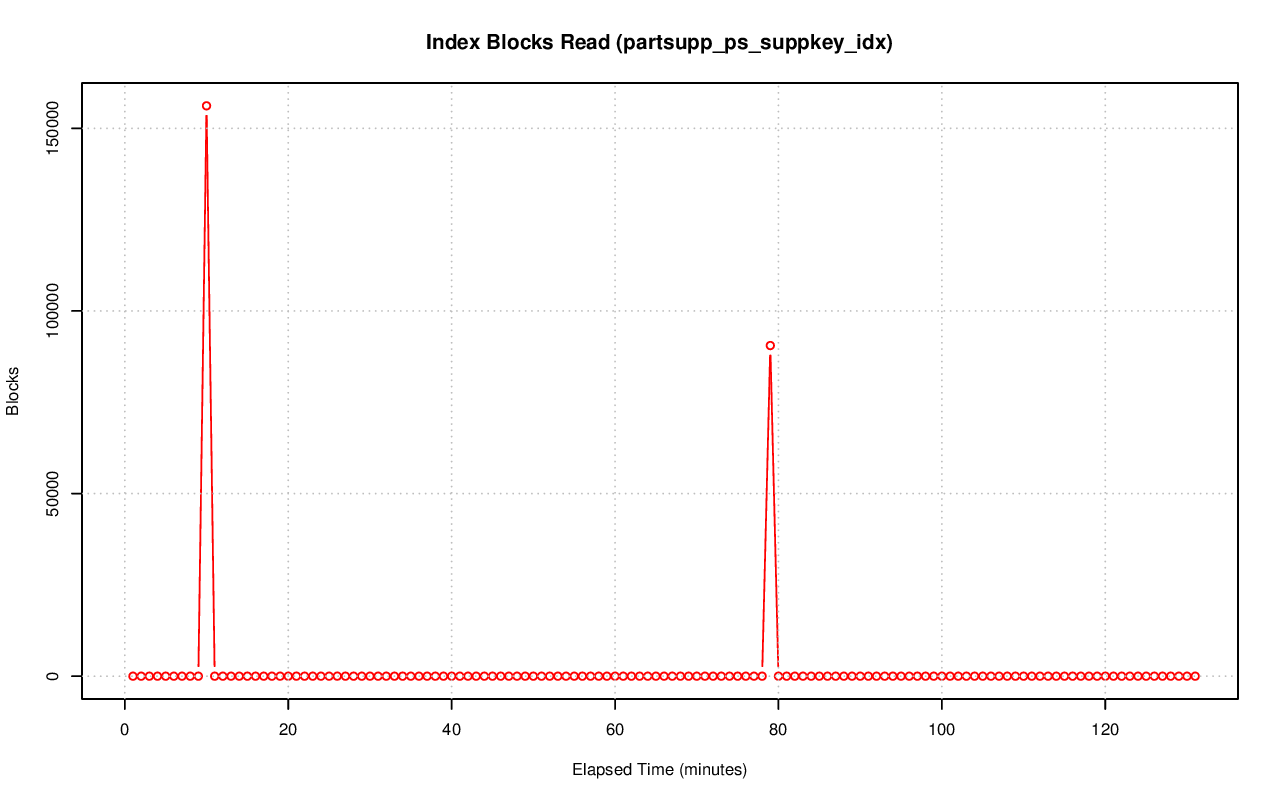 Index Blocks Read (partsupp_ps_suppkey_idx)
150000
100000
50000
0
Blocks
0 20 40 60 80 100 120
Elapsed Time (minutes)